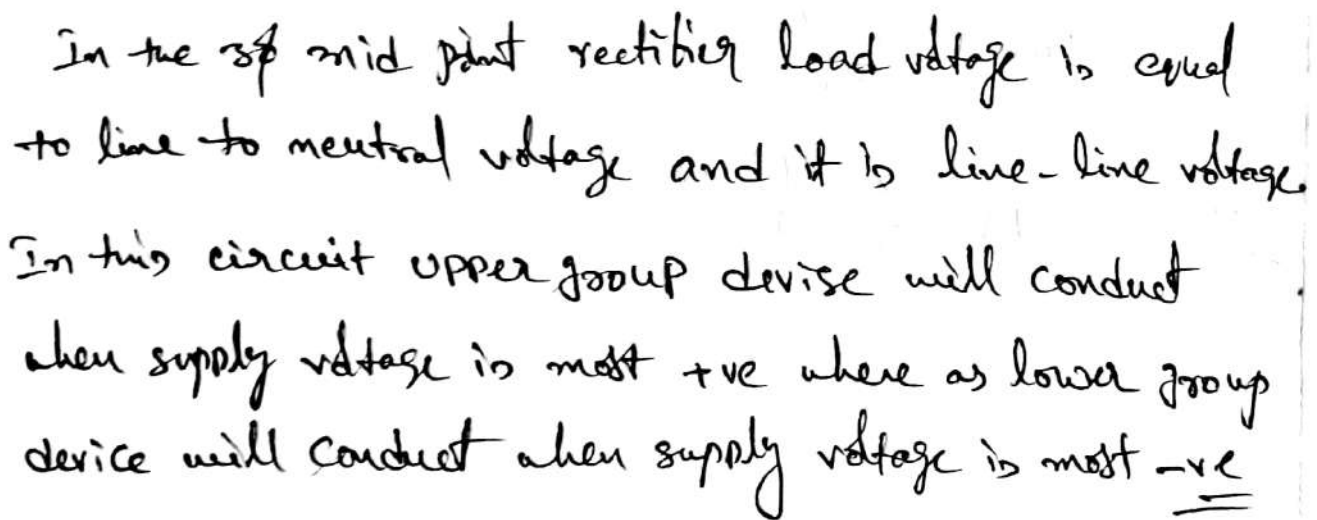 In the 3ϕ mid point rectifier load voltage is equal
to line to neutral voltage and it is line-line voltage.
In this circuit upper group devise will conduct
when supply voltage is most +ve where as lower group
device will conduct when supply voltage is most -ve